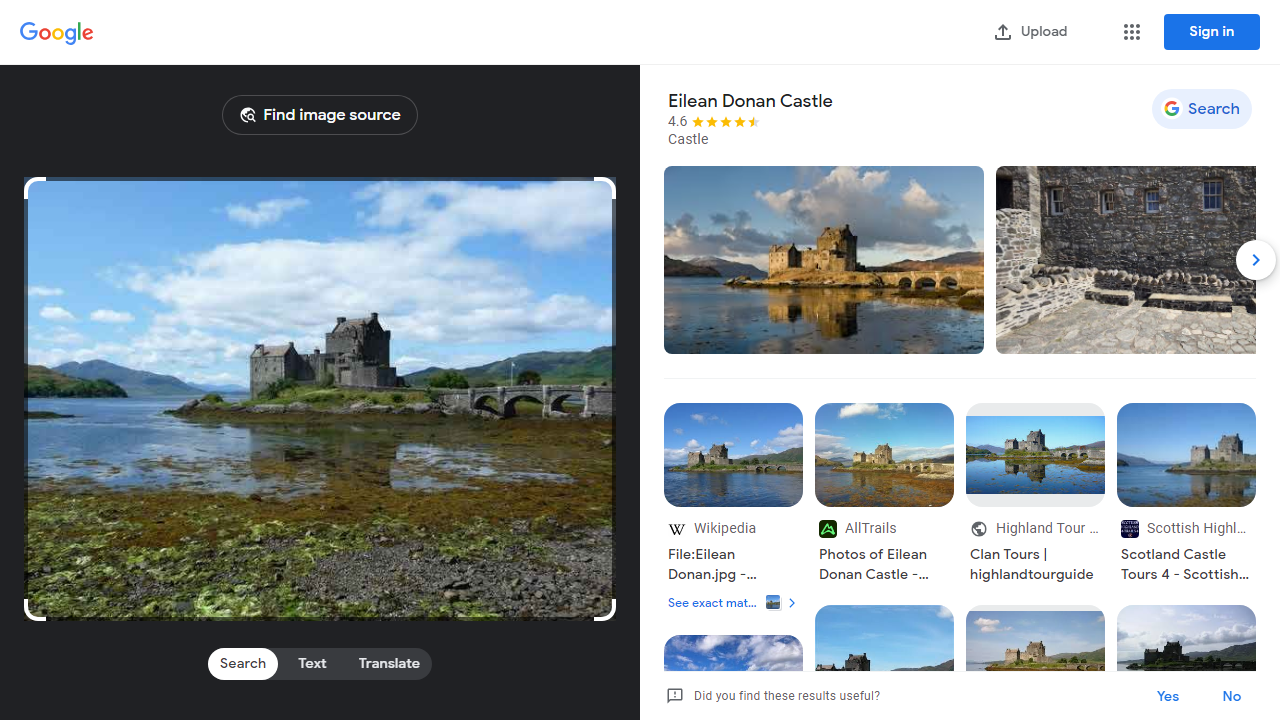 Google
Upload
Sign in
Find image source
Search
Text
Translate
Eilean Donan Castle
4.6
Castle
Search
Wikipedia
File:Eilean
Donan.jpg -...
See exact mat...
AllTrails
Photos of Eilean
Donan Castle -...
Highland Tour ...
Clan Tours |
highlandtourguide
Scottish Highl...
Scotland Castle
Tours 4 - Scottish...
Did you find these results useful?
Yes
No